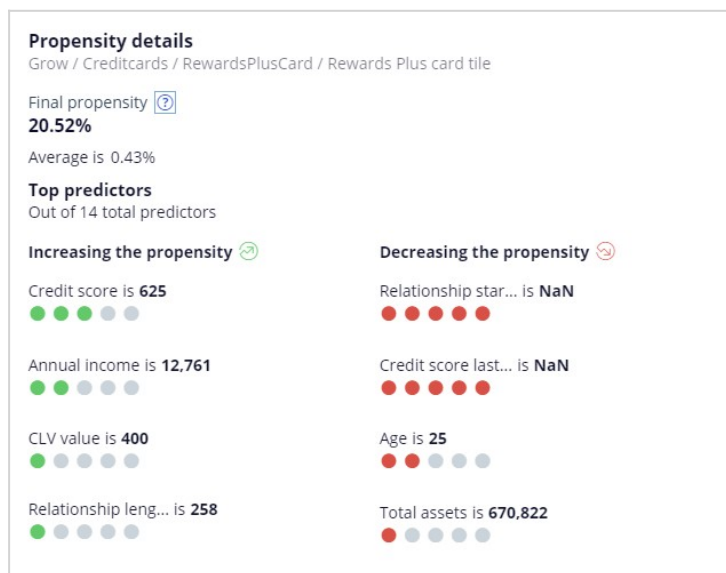 Propensity details
Grow / Creditcards / RewardsPlusCard / Rewards Plus card tile
Final propensity ?
20.52%
Average is 0.43%
Top predictors
Out of 14 total predictors
Increasing the propensity
Decreasing the propensity
Credit score is 625
Relationship star... is NaN
Annual income is 12,761
Credit score last... is NaN
CLV value is 400
Age is 25
Relationship leng... is 258
Total assets is 670,822